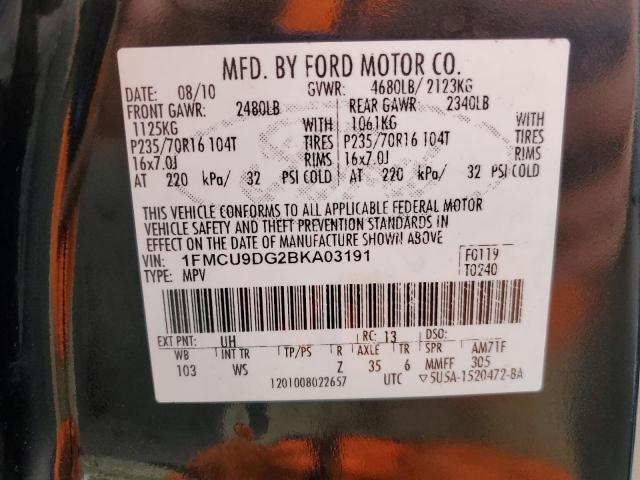 MFD. BY FORD MOTOR CO.
DATE: 08/10 GVWR: 4680LB/ 2123KG
FRONT GAWR: 2480LB REAR GAWR: 2340LB
1125KG WITH 1061KG WITH
P235/70R16 104T TIRES P235/70R16 104T TIRES
16x7.0J RIMS 16x7.0J RIMS
AT 220 kPa/ 32 PSI COLD AT 220 kPa/ 32 PSI COLD
THIS VEHICLE CONFORMS TO ALL APPLICABLE FEDERAL MOTOR
VEHICLE SAFETY AND THEFT PREVENTION STANDARDS IN
EFFECT ON THE DATE OF MANUFACTURE SHOWN ABOVE
VIN: 1FMCU9DG2BKA03191 F0119
TYPE: MPV T0240
EXT PNT: UH RC: 13 DSO:
WB INT TR TP/PS R AXLE TR SPR AM71F
103 WS Z 35 6 MMFF 305
1201008022657 UTC ▽5U5A-1520472-BA